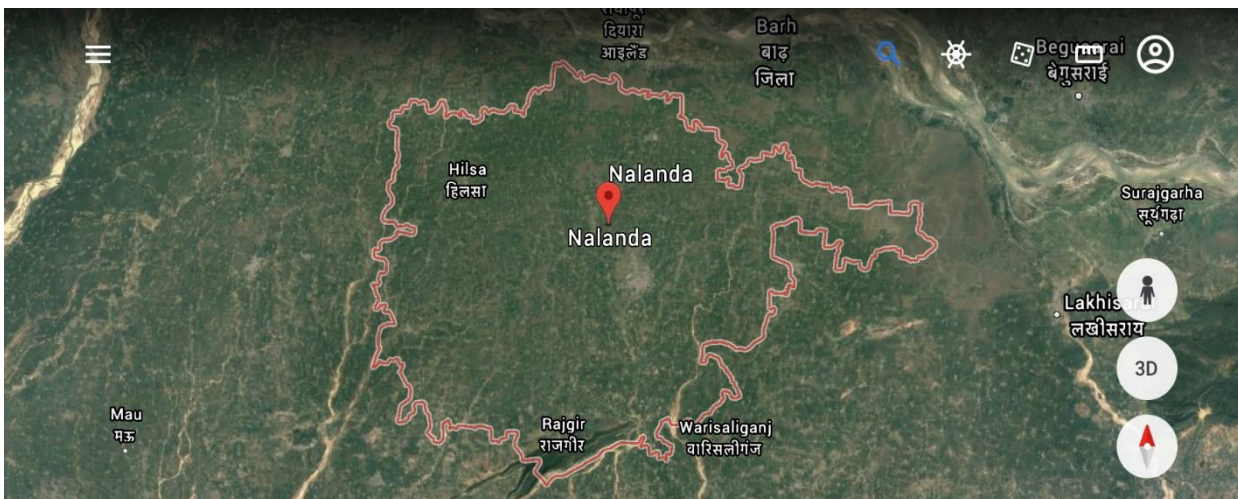 दियारा
आइलैंड
Barh
बाढ़
जिला
Begusarai
बेगुसराई
Hilsa
हिलसा
Nalanda
Nalanda
Surajgarha
सूर्यगढ़ा
Lakhisarai
लखीसराय
3D
Mau
मऊ
Rajgir
राजगीर
Warisaliganj
वारिसलीगंज